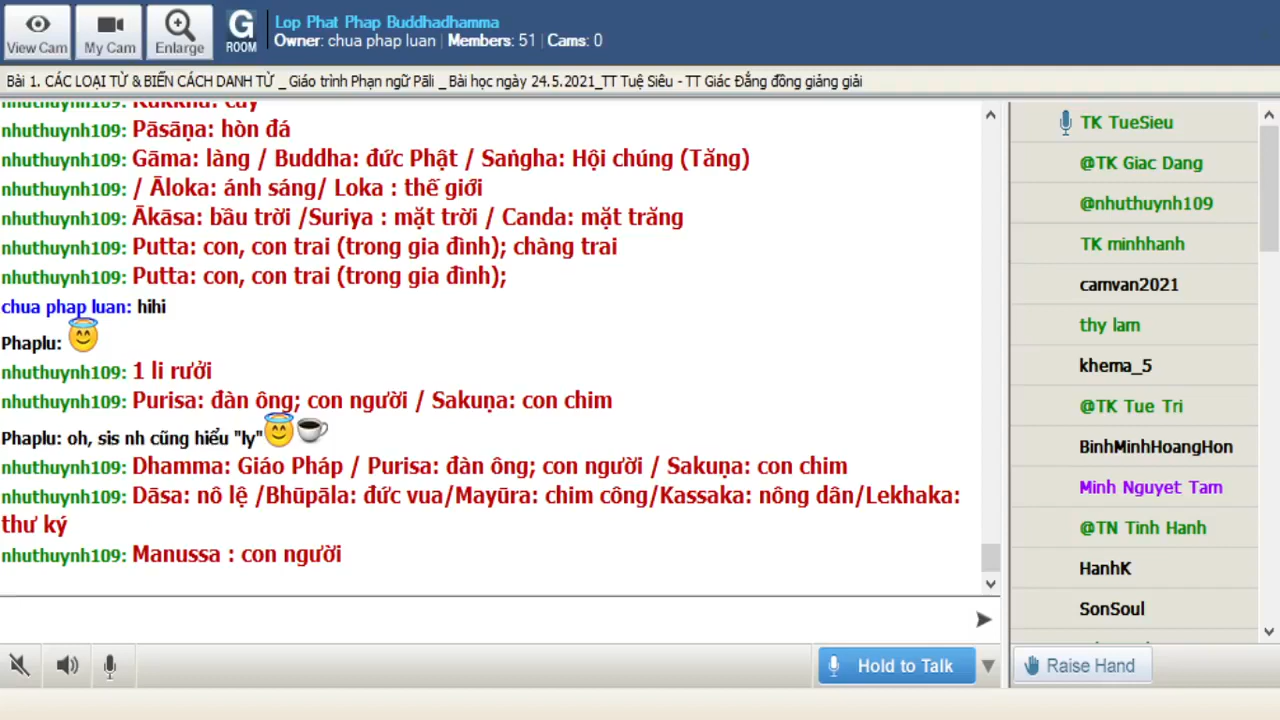 View Cam
My Cam
Enlarge
G ROOM
Lop Phat Phap Buddhadhamma
Owner: chua phap luan | Members: 51 | Cams: 0
Bài 1. CÁC LOẠI TỪ & BIẾN CÁCH DANH TỪ _ Giáo trình Phạn ngữ Pāli _ Bài học ngày 24.5.2021_TT Tuệ Siêu - TT Giác Đẳng đồng giảng giải
nhuthuynh109: Rukkha: cây
nhuthuynh109: Pāsāṇa: hòn đá
nhuthuynh109: Gāma: làng / Buddha: đức Phật / Saṅgha: Hội chúng (Tăng)
nhuthuynh109: / Āloka: ánh sáng/ Loka : thế giới
nhuthuynh109: Ākāsa: bầu trời /Suriya : mặt trời / Canda: mặt trăng
nhuthuynh109: Putta: con, con trai (trong gia đình); chàng trai
nhuthuynh109: Putta: con, con trai (trong gia đình);
chua phap luan: hihi
Phaplu:
nhuthuynh109: 1 li rưởi
nhuthuynh109: Purisa: đàn ông; con người / Sakuṇa: con chim
Phaplu: oh, sis nh cũng hiểu "ly"
nhuthuynh109: Dhamma: Giáo Pháp / Purisa: đàn ông; con người / Sakuṇa: con chim
nhuthuynh109: Dāsa: nô lệ /Bhūpāla: đức vua/Mayūra: chim công/Kassaka: nông dân/Lekhaka:
thư ký
nhuthuynh109: Manussa : con người
TK TueSieu
@TK Giac Dang
@nhuthuynh109
TK minhhanh
camvan2021
thy lam
khema_5
@TK Tue Tri
BinhMinhHoangHon
Minh Nguyet Tam
@TN Tinh Hanh
HanhK
SonSoul
Hold to Talk
Raise Hand